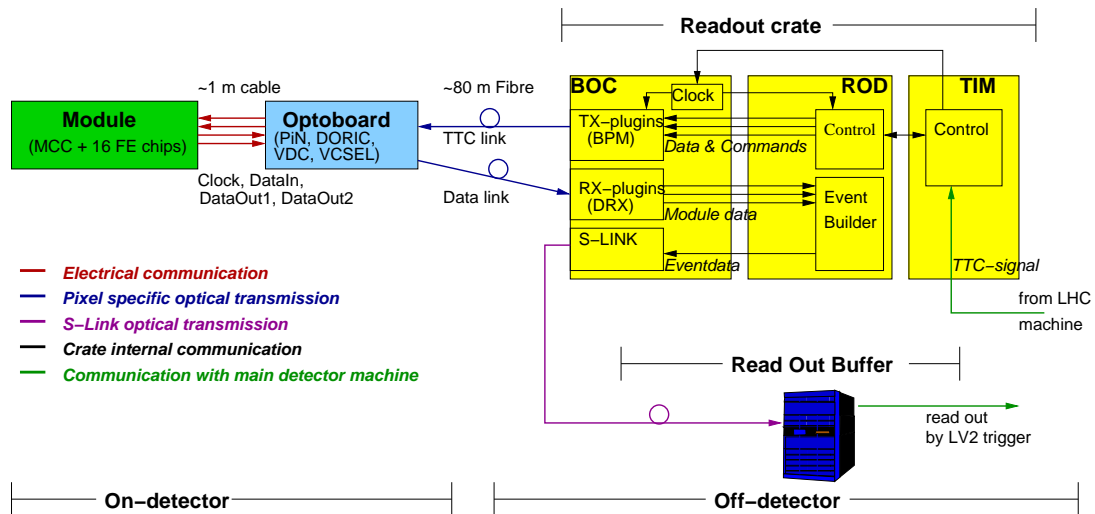 Readout crate
BOC
ROD
TIM
~1 m cable
~80 m Fibre
Clock
Module
(MCC + 16 FE chips)
Optoboard
(PiN, DORIC,
VDC, VCSEL)
TTC link
TX−plugins
(BPM)
Data & Commands
Control
Control
Clock, DataIn,
DataOut1, DataOut2
Data link
RX−plugins
(DRX)
Module data
Event
Builder
S−LINK
Eventdata
TTC−signal
from LHC
machine
Electrical communication
Pixel specific optical transmission
S−Link optical transmission
Crate internal communication
Communication with main detector machine
Read Out Buffer
read out
by LV2 trigger
On−detector
Off−detector